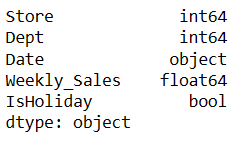 Store int64
Dept int64
Date object
Weekly_Sales float64
IsHoliday bool
dtype: object